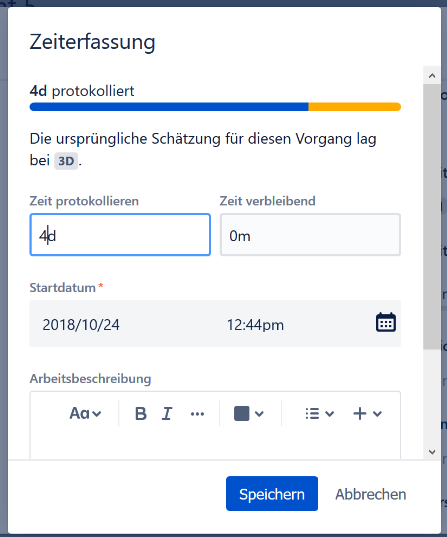 Zeiterfassung
4d protokolliert
Die ursprüngliche Schätzung für diesen Vorgang lag
bei 3D.
Zeit protokollieren Zeit verbleibend
4d 0m
Startdatum*
2018/10/24 12:44pm
Arbeitsbeschreibung
Aa B I ...
Speichern Abbrechen